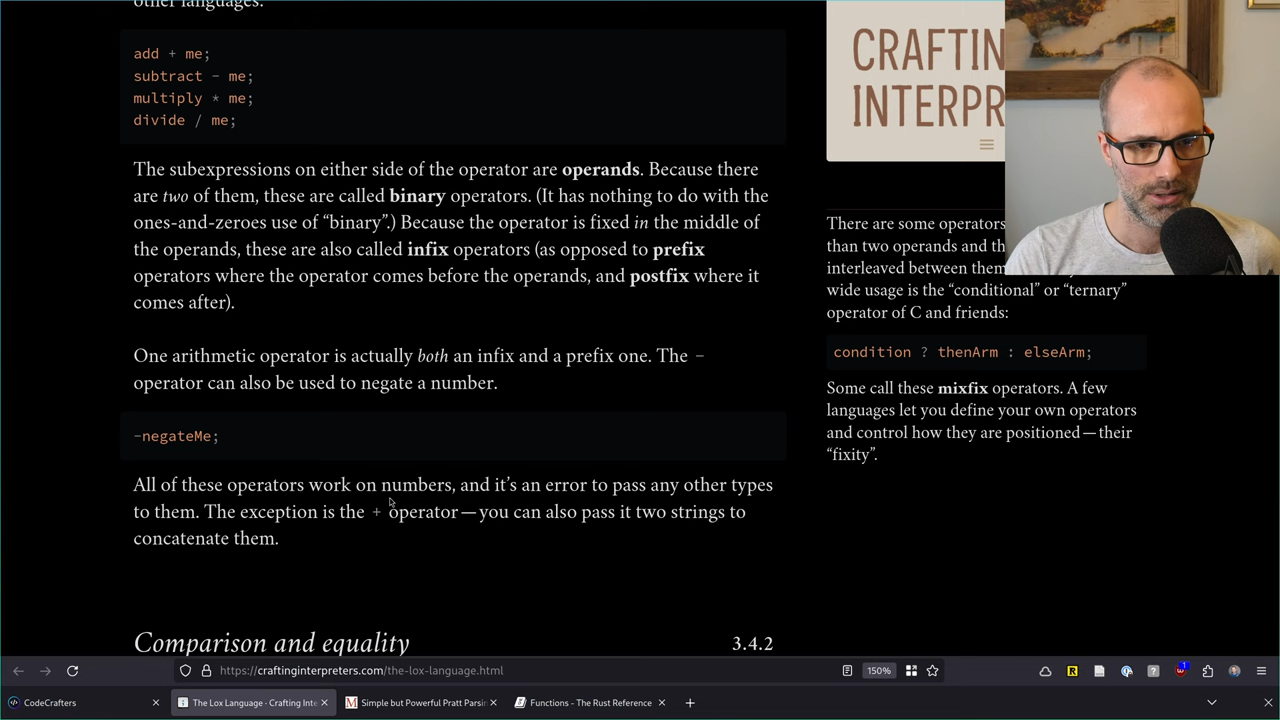 other languages.
add + me;
subtract - me;
multiply * me;
divide / me;
The subexpressions on either side of the operator are operands. Because there
are two of them, these are called binary operators. (It has nothing to do with the
ones-and-zeroes use of “binary”.) Because the operator is fixed in the middle of
the operands, these are also called infix operators (as opposed to prefix
operators where the operator comes before the operands, and postfix where it
comes after).
One arithmetic operator is actually both an infix and a prefix one. The -
operator can also be used to negate a number.
-negateMe;
All of these operators work on numbers, and it’s an error to pass any other types
to them. The exception is the + operator—you can also pass it two strings to
concatenate them.
Comparison and equality 3.4.2
CRAFTIN
INTERPR
There are some operators
than two operands and th
interleaved between them
wide usage is the “conditional” or “ternary”
operator of C and friends:
condition ? thenArm : elseArm;
Some call these mixfix operators. A few
languages let you define your own operators
and control how they are positioned—their
“fixity”.
https://craftinginterpreters.com/the-lox-language.html 150%
1
CodeCrafters
The Lox Language · Crafting Inte
Simple but Powerful Pratt Parsin
Functions - The Rust Reference